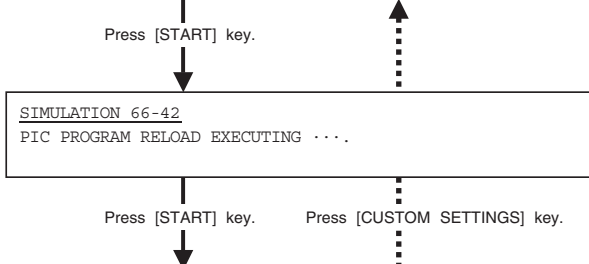 Press [START] key.
SIMULATION 66-42
PIC PROGRAM RELOAD EXECUTING ···.
Press [START] key. Press [CUSTOM SETTINGS] key.